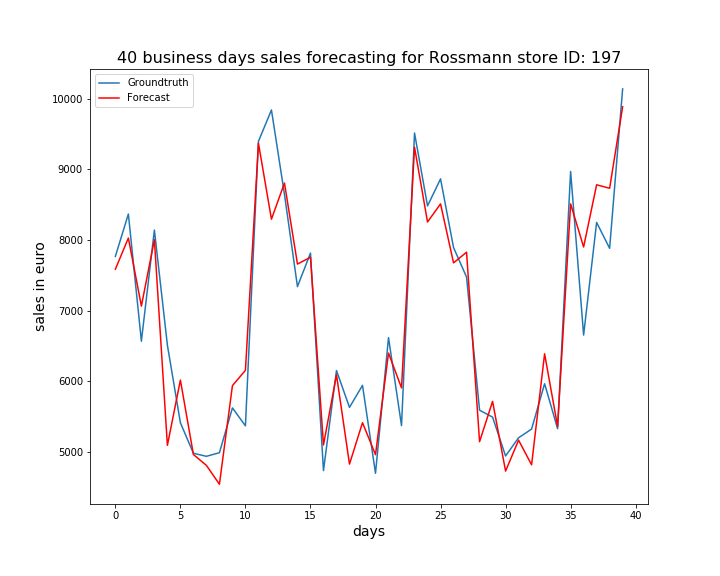 40 business days sales forecasting for Rossmann store ID: 197
Groundtruth
Forecast
10000
9000
8000
7000
6000
5000
sales in euro
0 5 10 15 20 25 30 35 40
days